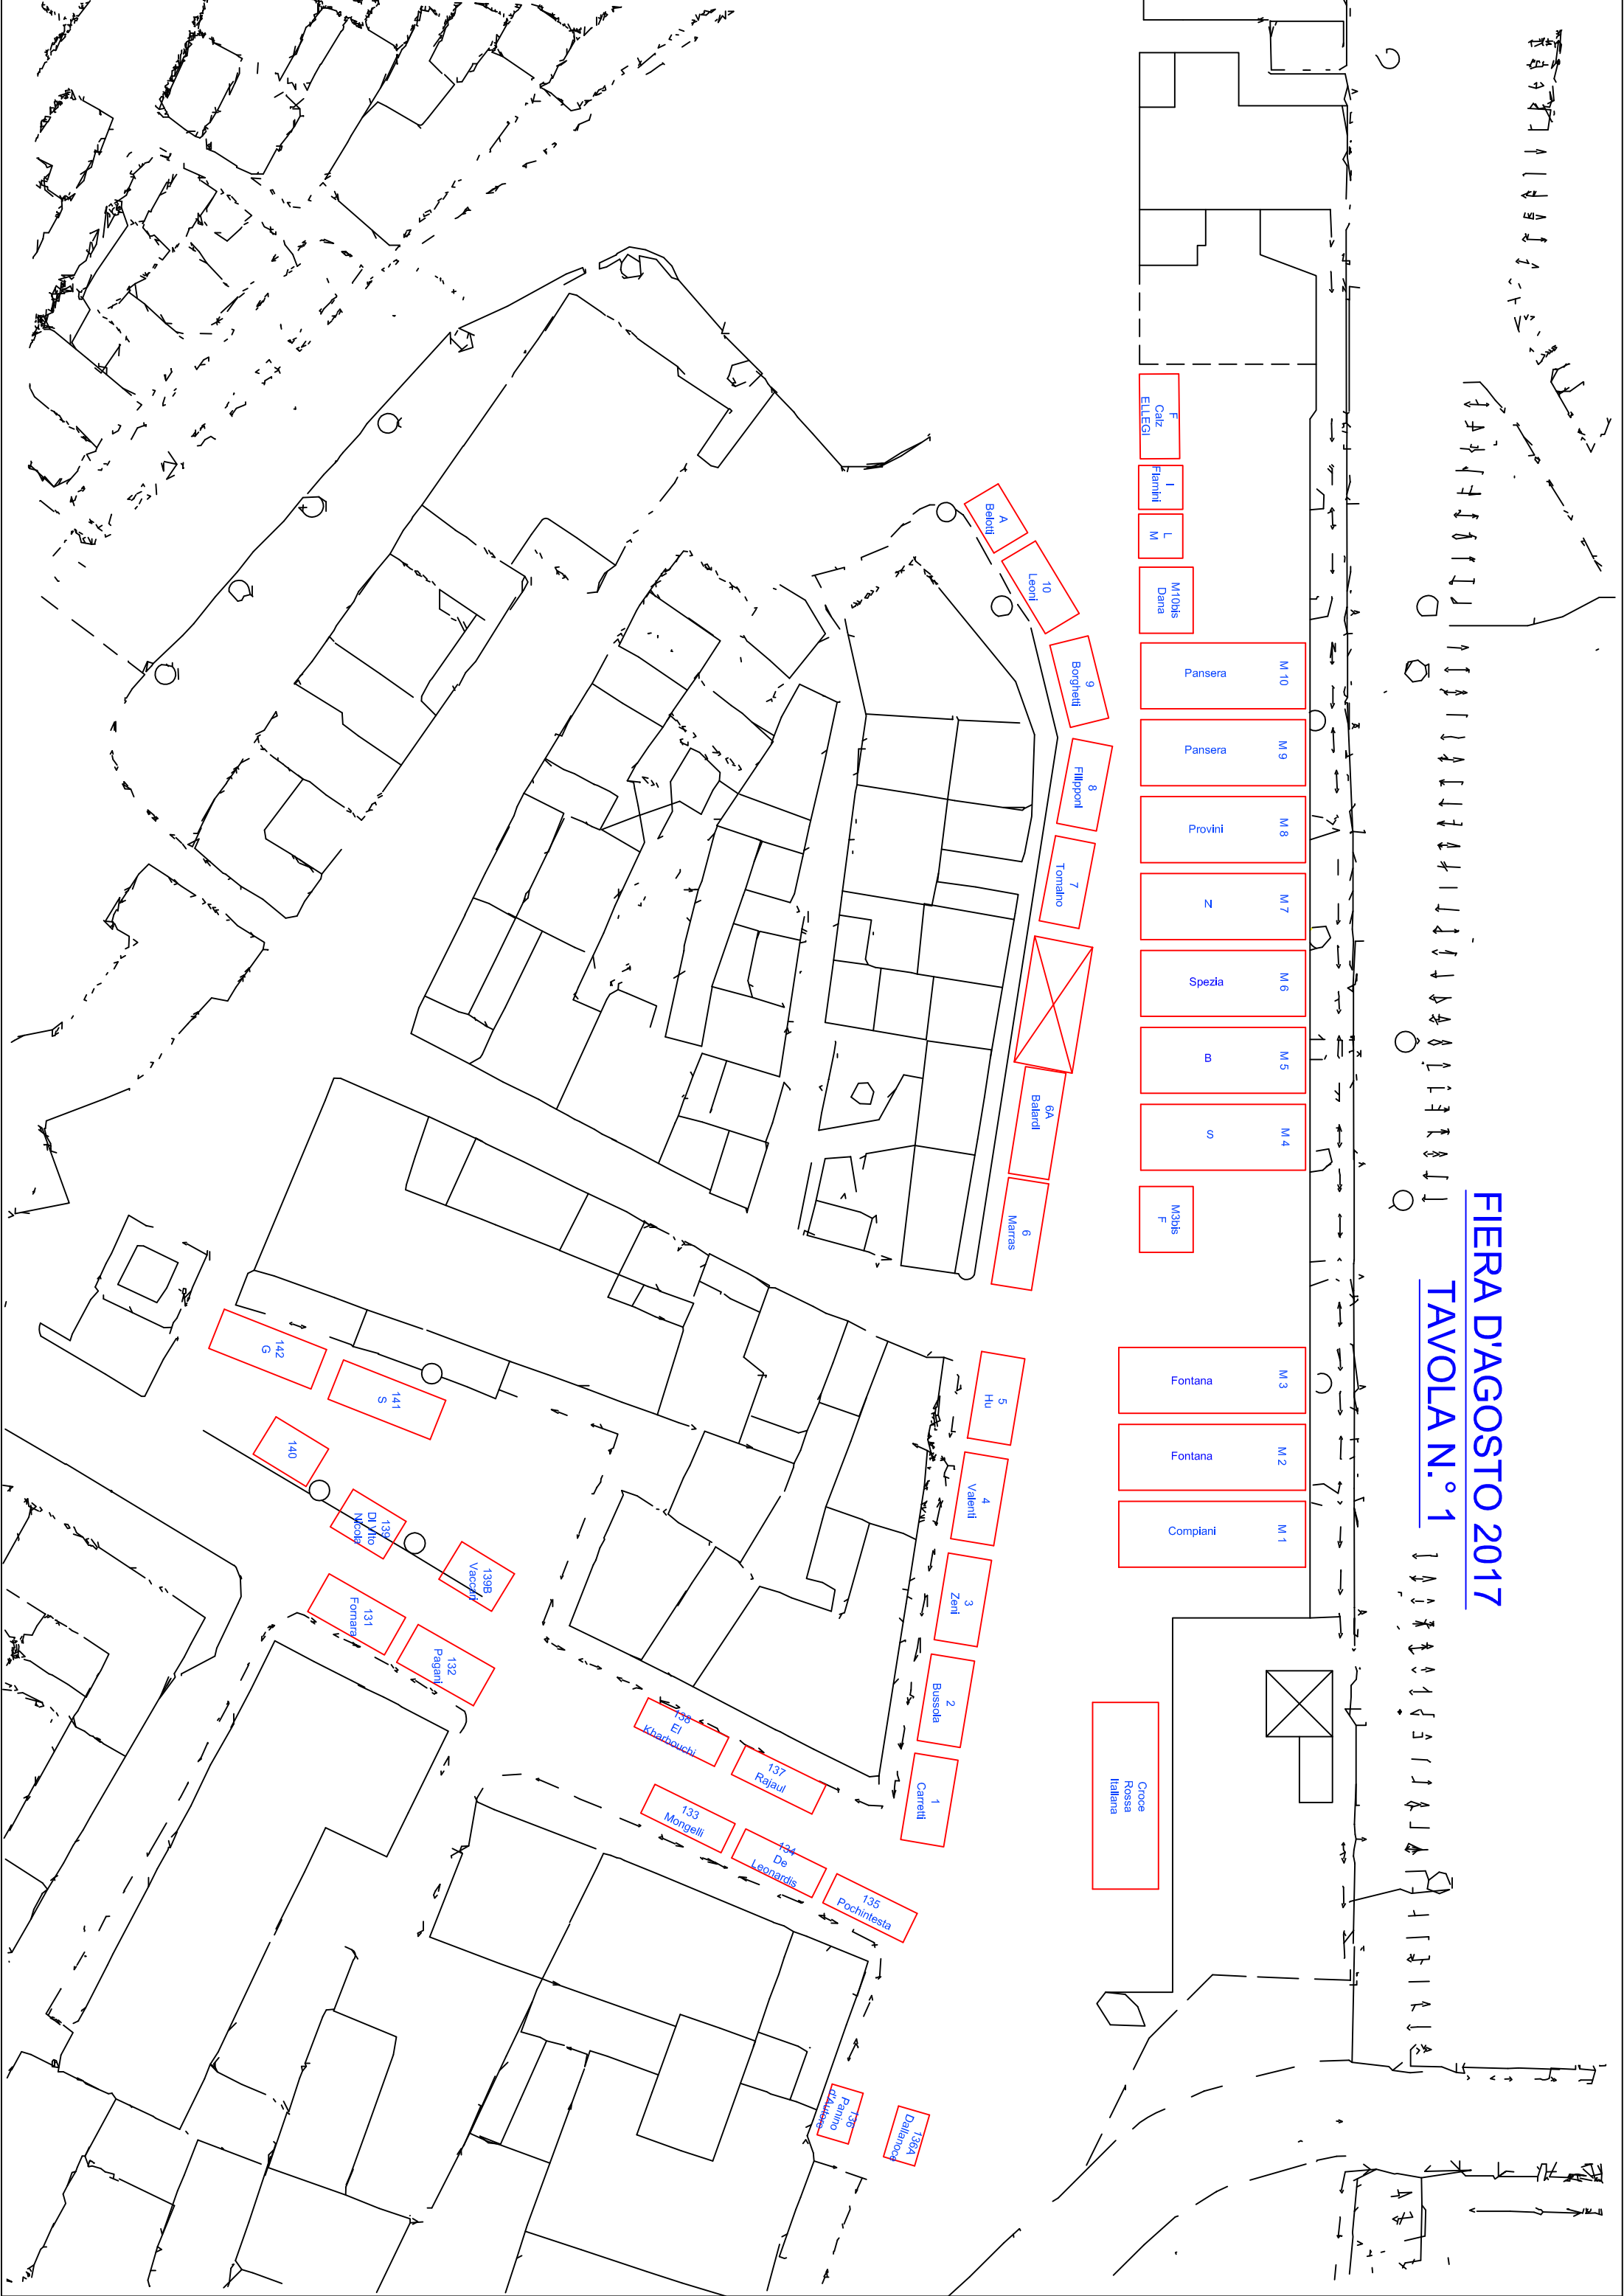 FIERA D'AGOSTO 2017
TAVOLA N.° 1
F
Calz
ELLEGI
I
Flamini
L
M
M10bis
Dana
M 10
Pansera
M 9
Pansera
M 8
Provini
M 7
N
M 6
Spezia
M 5
B
M 4
S
M3bis
F
M 3
Fontana
M 2
Fontana
M 1
Compiani
Croce
Rossa
Italiana
A
Belotti
10
Leoni
9
Borghetti
8
Filipponi
7
Tomaino
6A
Balardi
6
Marras
5
Hu
4
Valenti
3
Zeni
2
Bussola
1
Carretti
142
G
141
S
140
139
Di Vito
Nicola
139B
Vaccari
131
Fornara
132
Pagani
138
El
Kharbouchi
137
Rajaul
133
Mongelli
134
De
Leonardis
135
Pochintesta
136
Panino
d'Autore
136A
Dallanoce